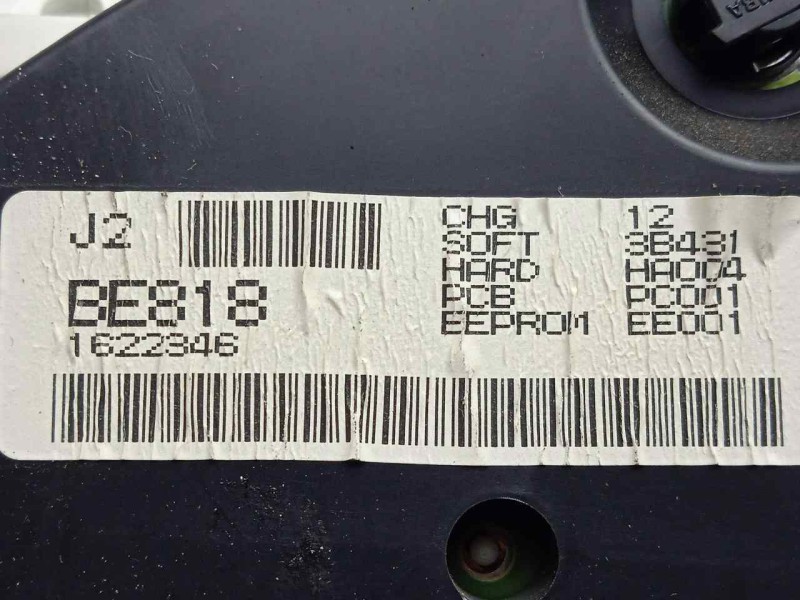 J2
BE818
1622346
CHG 12
SOFT 3B431
HARD HA004
PCB PC001
EEPROM EE001